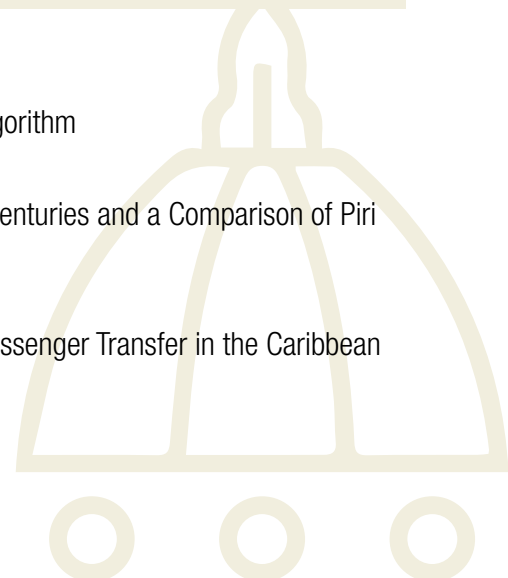 gorithm
enturies and a Comparison of Piri
ssenger Transfer in the Caribbean